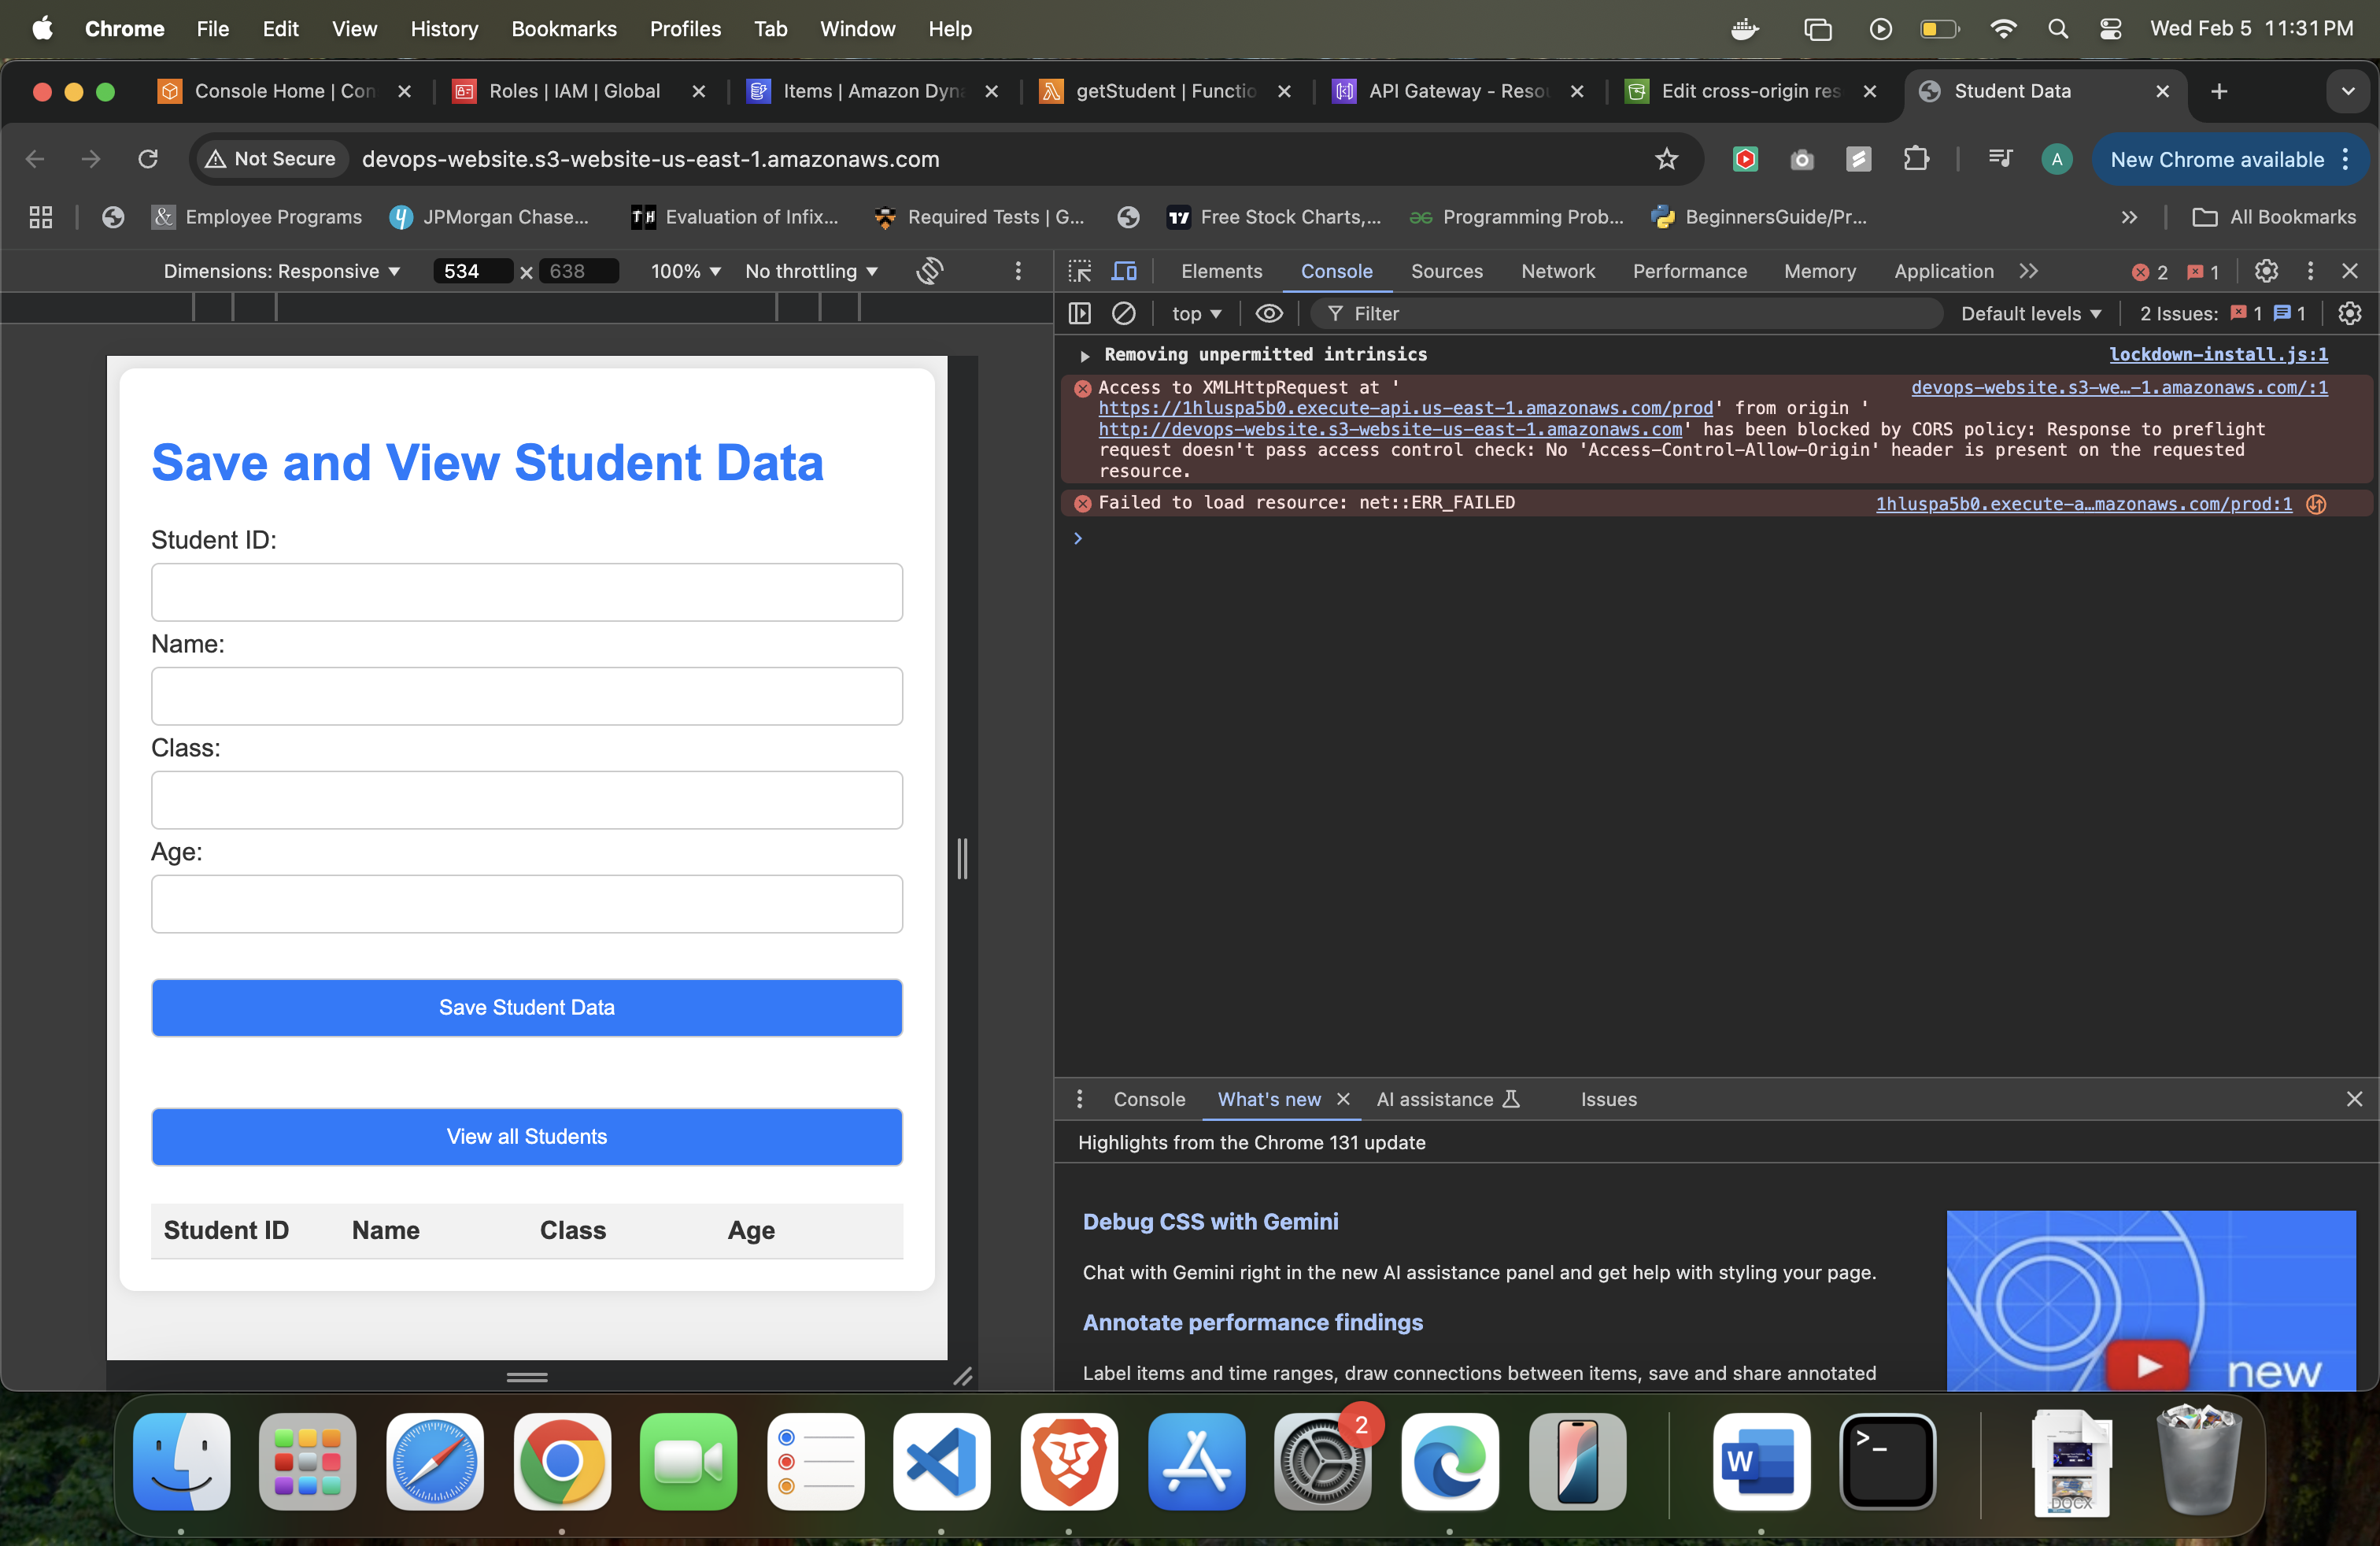 Chrome File Edit View History Bookmarks Profiles Tab Window Help Wed Feb 5 11:31 PM
Console Home | Con Roles | IAM | Global Items | Amazon Dyna getStudent | Functio API Gateway - Resou Edit cross-origin res Student Data
Not Secure devops-website.s3-website-us-east-1.amazonaws.com A New Chrome available
Employee Programs JPMorgan Chase... TH Evaluation of Infix... Required Tests | G... Free Stock Charts,... Programming Prob... BeginnersGuide/Pr... All Bookmarks
Dimensions: Responsive 534 x 638 100% No throttling
Elements Console Sources Network Performance Memory Application 2 1
top Filter Default levels 2 Issues: 1 1
Removing unpermitted intrinsics lockdown-install.js:1
Access to XMLHttpRequest at ' devops-website.s3-we…-1.amazonaws.com/:1
https://1hluspa5b0.execute-api.us-east-1.amazonaws.com/prod' from origin '
http://devops-website.s3-website-us-east-1.amazonaws.com' has been blocked by CORS policy: Response to preflight
request doesn't pass access control check: No 'Access-Control-Allow-Origin' header is present on the requested
resource.
Failed to load resource: net::ERR_FAILED 1hluspa5b0.execute-a…mazonaws.com/prod:1
Save and View Student Data
Student ID:
Name:
Class:
Age:
Save Student Data
View all Students
Student ID Name Class Age
Console What's new AI assistance Issues
Highlights from the Chrome 131 update
Debug CSS with Gemini
Chat with Gemini right in the new AI assistance panel and get help with styling your page.
Annotate performance findings
Label items and time ranges, draw connections between items, save and share annotated
new
2
W
>_
DOCX